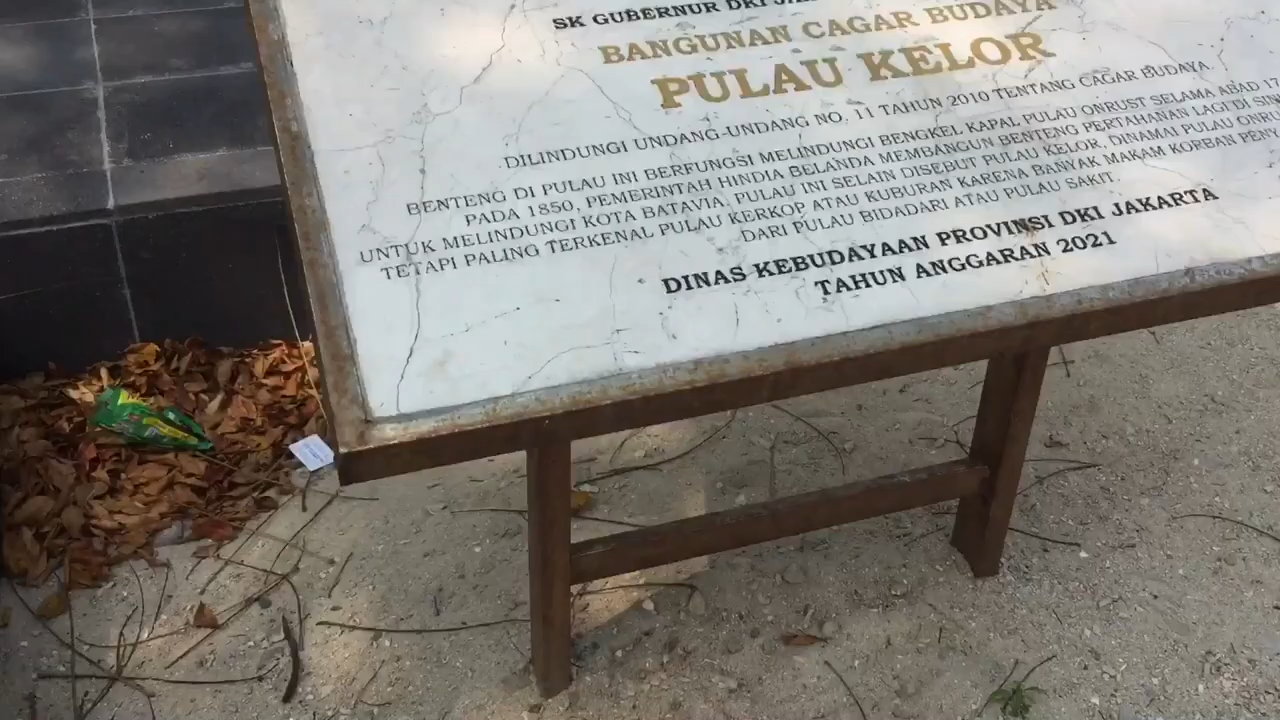 SK GUBERNUR DKI
BANGUNAN CAGAR BUDAYA
PULAU KELOR
DILINDUNGI UNDANG-UNDANG NO. 11 TAHUN 2010 TENTANG CAGAR BUDAYA.
BENTENG DI PULAU INI BERFUNGSI MELINDUNGI BENGKEL KAPAL PULAU ONRUST SELAMA ABAD 17
PADA 1850, PEMERINTAH HINDIA BELANDA MEMBANGUN BENTENG PERTAHANAN LAGI DI SIN
UNTUK MELINDUNGI KOTA BATAVIA. PULAU INI SELAIN DISEBUT PULAU KELOR, DINAMAI PULAU ONRU
TETAPI PALING TERKENAL PULAU KERKOP ATAU KUBURAN KARENA BANYAK MAKAM KORBAN PENY
DARI PULAU BIDADARI ATAU PULAU SAKIT.
DINAS KEBUDAYAAN PROVINSI DKI JAKARTA
TAHUN ANGGARAN 2021